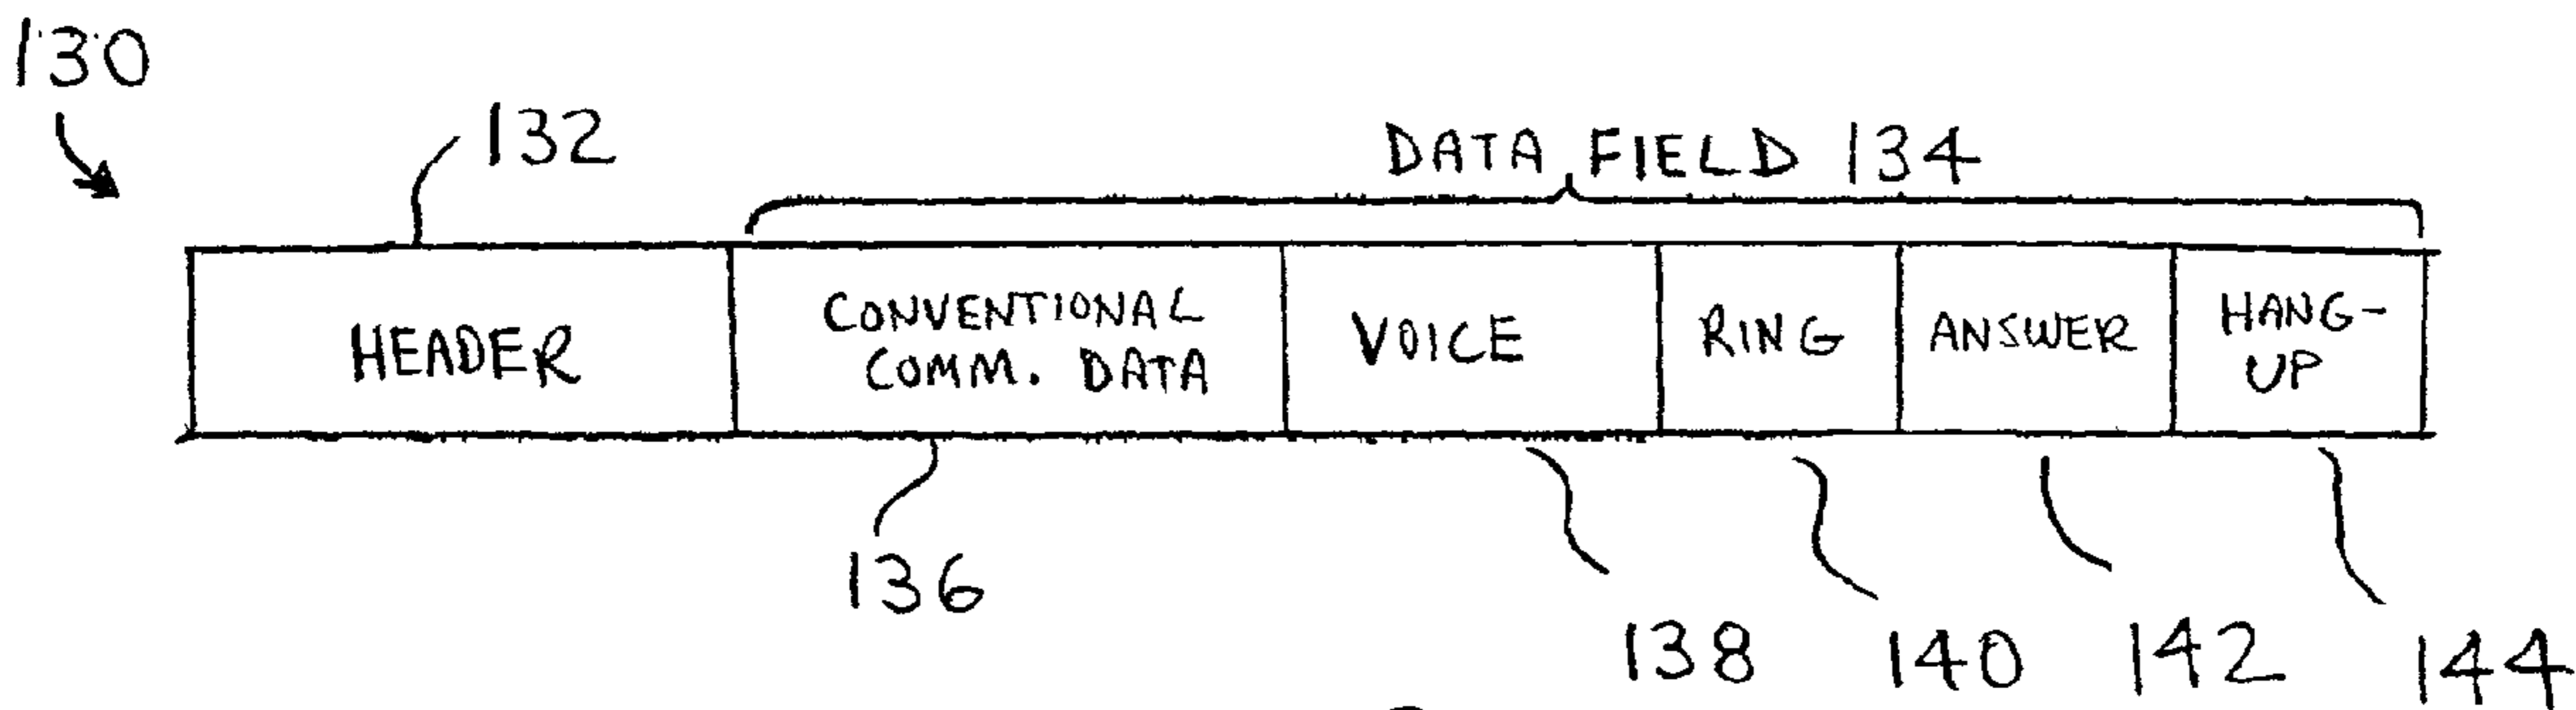 130
132
DATA FIELD 134
HEADER
CONVENTIONAL
COMM. DATA
VOICE
RING
ANSWER
HANG-
UP
136
138
140
142
144